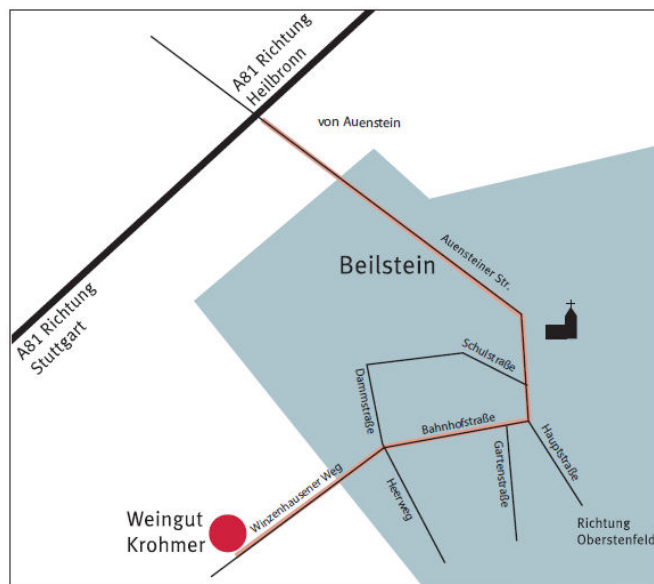 A81 Richtung
Heilbronn
von Auenstein
Auensteiner Str.
Beilstein
A81 Richtung
Stuttgart
Schulstraße
Dammstraße
Bahnhofstraße
Hauptstraße
Gartenstraße
Heerweg
Winzenhausener Weg
Weingut
Krohmer
Richtung
Oberstenfeld